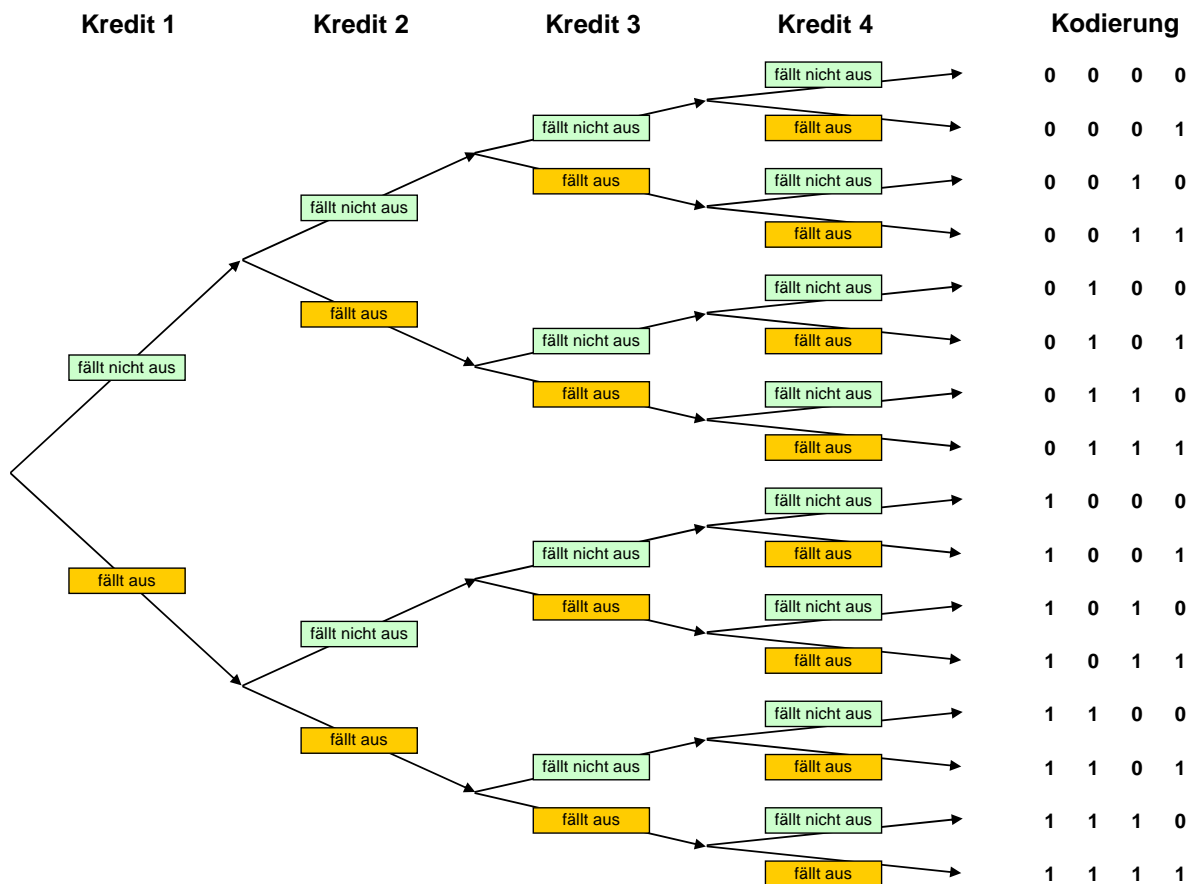 Kredit 1 Kredit 2 Kredit 3 Kredit 4 Kodierung
fällt nicht aus 0 0 0 0
fällt nicht aus fällt aus 0 0 0 1
fällt aus fällt nicht aus 0 0 1 0
fällt nicht aus
fällt aus 0 0 1 1
fällt nicht aus 0 1 0 0
fällt aus
fällt nicht aus fällt aus 0 1 0 1
fällt nicht aus
fällt aus fällt nicht aus 0 1 1 0
fällt aus 0 1 1 1
fällt nicht aus 1 0 0 0
fällt nicht aus fällt aus 1 0 0 1
fällt aus
fällt aus fällt nicht aus 1 0 1 0
fällt nicht aus
fällt aus 1 0 1 1
fällt nicht aus 1 1 0 0
fällt aus
fällt nicht aus fällt aus 1 1 0 1
fällt aus fällt nicht aus 1 1 1 0
fällt aus 1 1 1 1